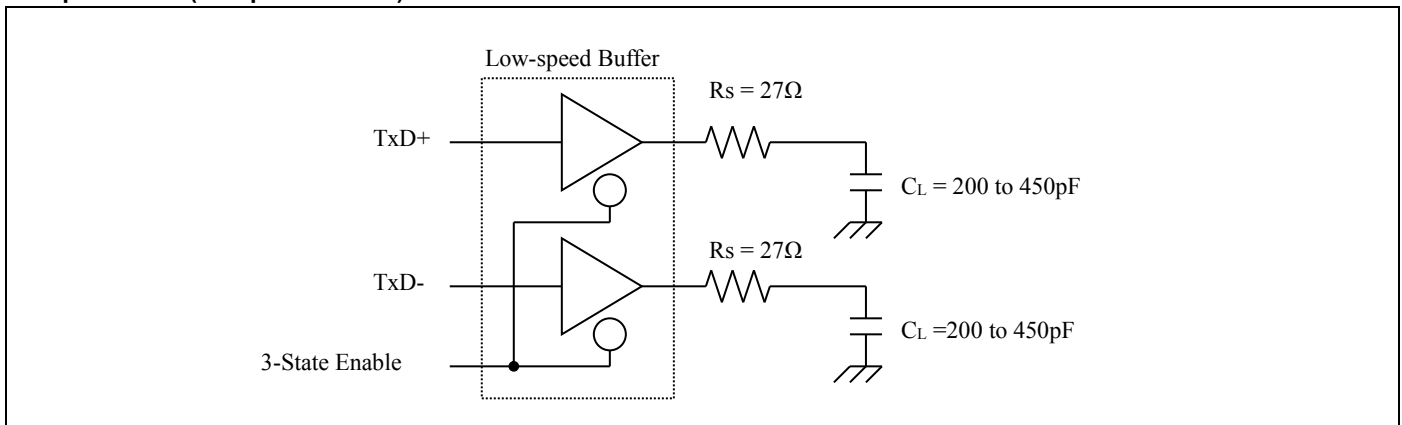 Low-speed Buffer
Rs = 27Ω
TxD+
CL = 200 to 450pF
Rs = 27Ω
TxD-
CL =200 to 450pF
3-State Enable